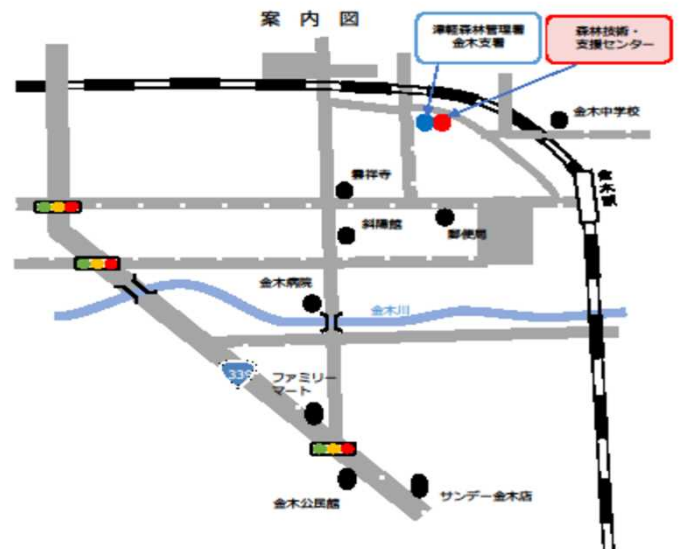 案 内 図
津軽森林管理署
金木支署
森林技術・
支援センター
金木中学校
金木駅
雲祥寺
斜陽館
郵便局
金木病院
金木川
339
ファミリー
マート
金木公民館
サンデー金木店